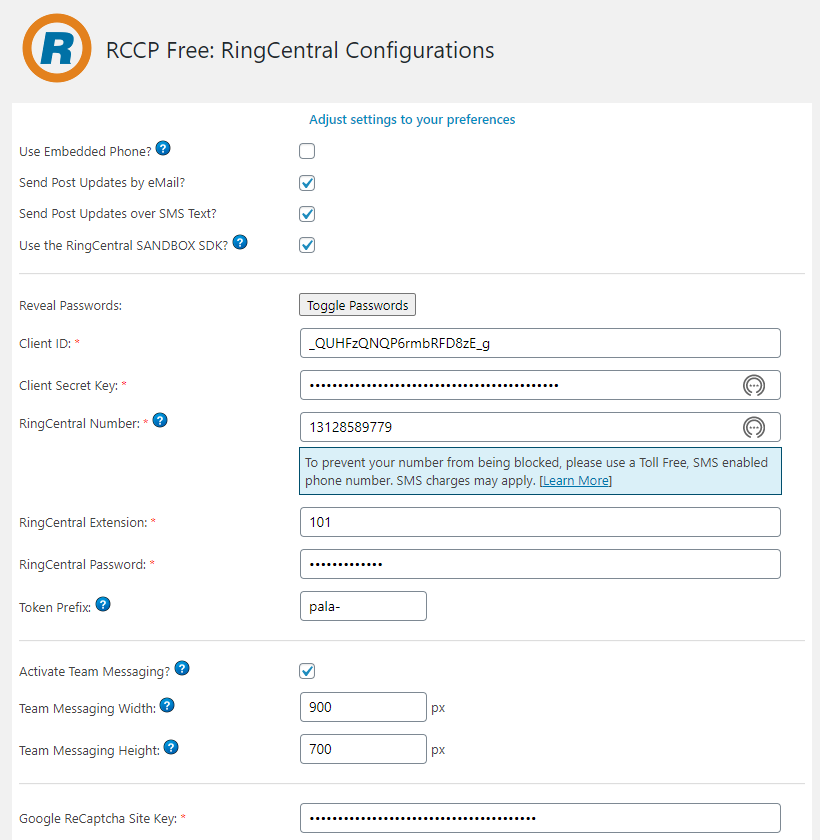 R
RCCP Free: RingCentral Configurations
Adjust settings to your preferences
Use Embedded Phone? ?
Send Post Updates by eMail?
Send Post Updates over SMS Text?
Use the RingCentral SANDBOX SDK? ?
Reveal Passwords: Toggle Passwords
Client ID: * _QUHFzQNQP6rmbRFD8zE_g
Client Secret Key: * ••••••••••••••••••••••••••••••••••••••••••••
RingCentral Number: * ? 13128589779
To prevent your number from being blocked, please use a Toll Free, SMS enabled
phone number. SMS charges may apply. [Learn More]
RingCentral Extension: * 101
RingCentral Password: * •••••••••••••
Token Prefix: ? pala-
Activate Team Messaging? ?
Team Messaging Width: ? 900 px
Team Messaging Height: ? 700 px
Google ReCaptcha Site Key: * ••••••••••••••••••••••••••••••••••••••••